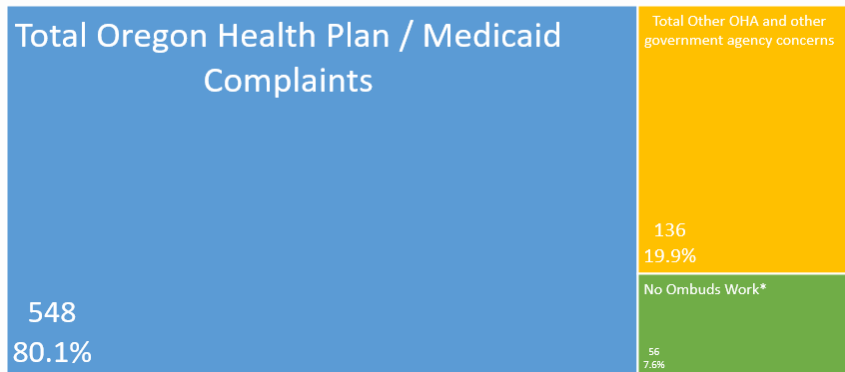 Total Oregon Health Plan / Medicaid
Complaints
548
80.1%
Total Other OHA and other
government agency concerns
136
19.9%
No Ombuds Work*
56
7.6%